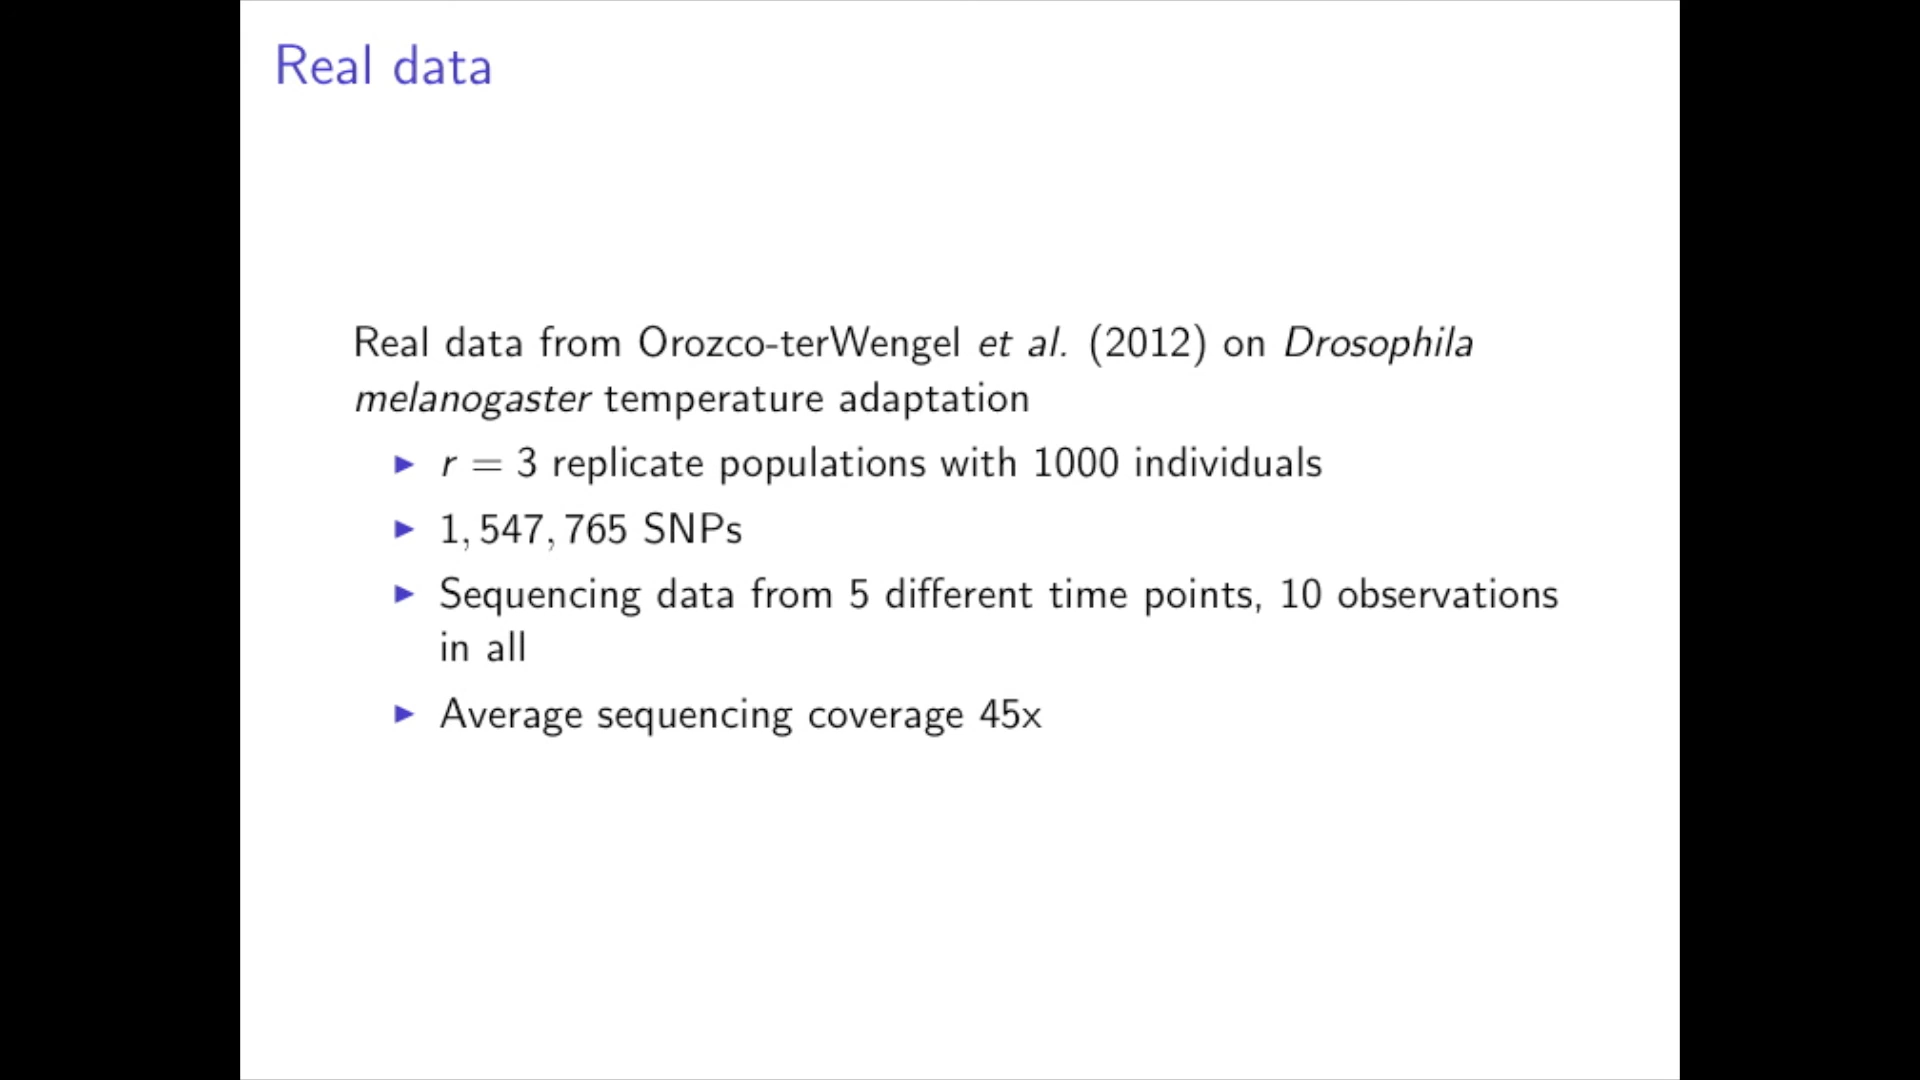 Real data
Real data from Orozco-terWengel et al. (2012) on Drosophila
melanogaster temperature adaptation
▶ r = 3 replicate populations with 1000 individuals
▶ 1, 547, 765 SNPs
▶ Sequencing data from 5 different time points, 10 observations
in all
▶ Average sequencing coverage 45x